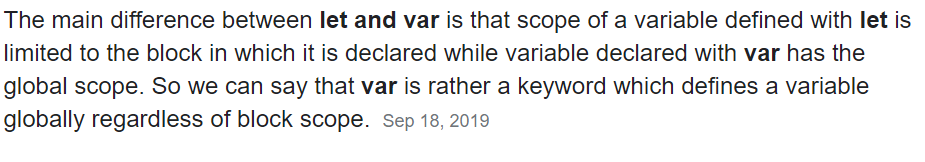 The main difference between let and var is that scope of a variable defined with let is
limited to the block in which it is declared while variable declared with var has the
global scope. So we can say that var is rather a keyword which defines a variable
globally regardless of block scope. Sep 18, 2019